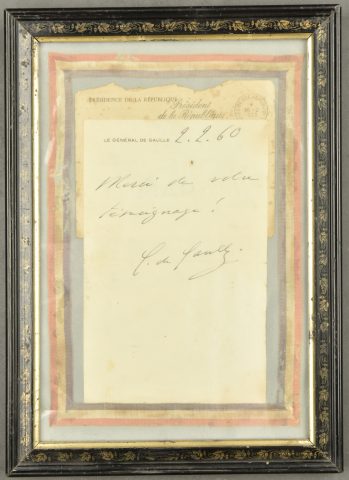 PRÉSIDENCE DE LA RÉPUBLIQUE
Président
de la République
LE GÉNÉRAL DE GAULLE
2.2.60
Merci de votre
témoignage !
C. de Gaulle.